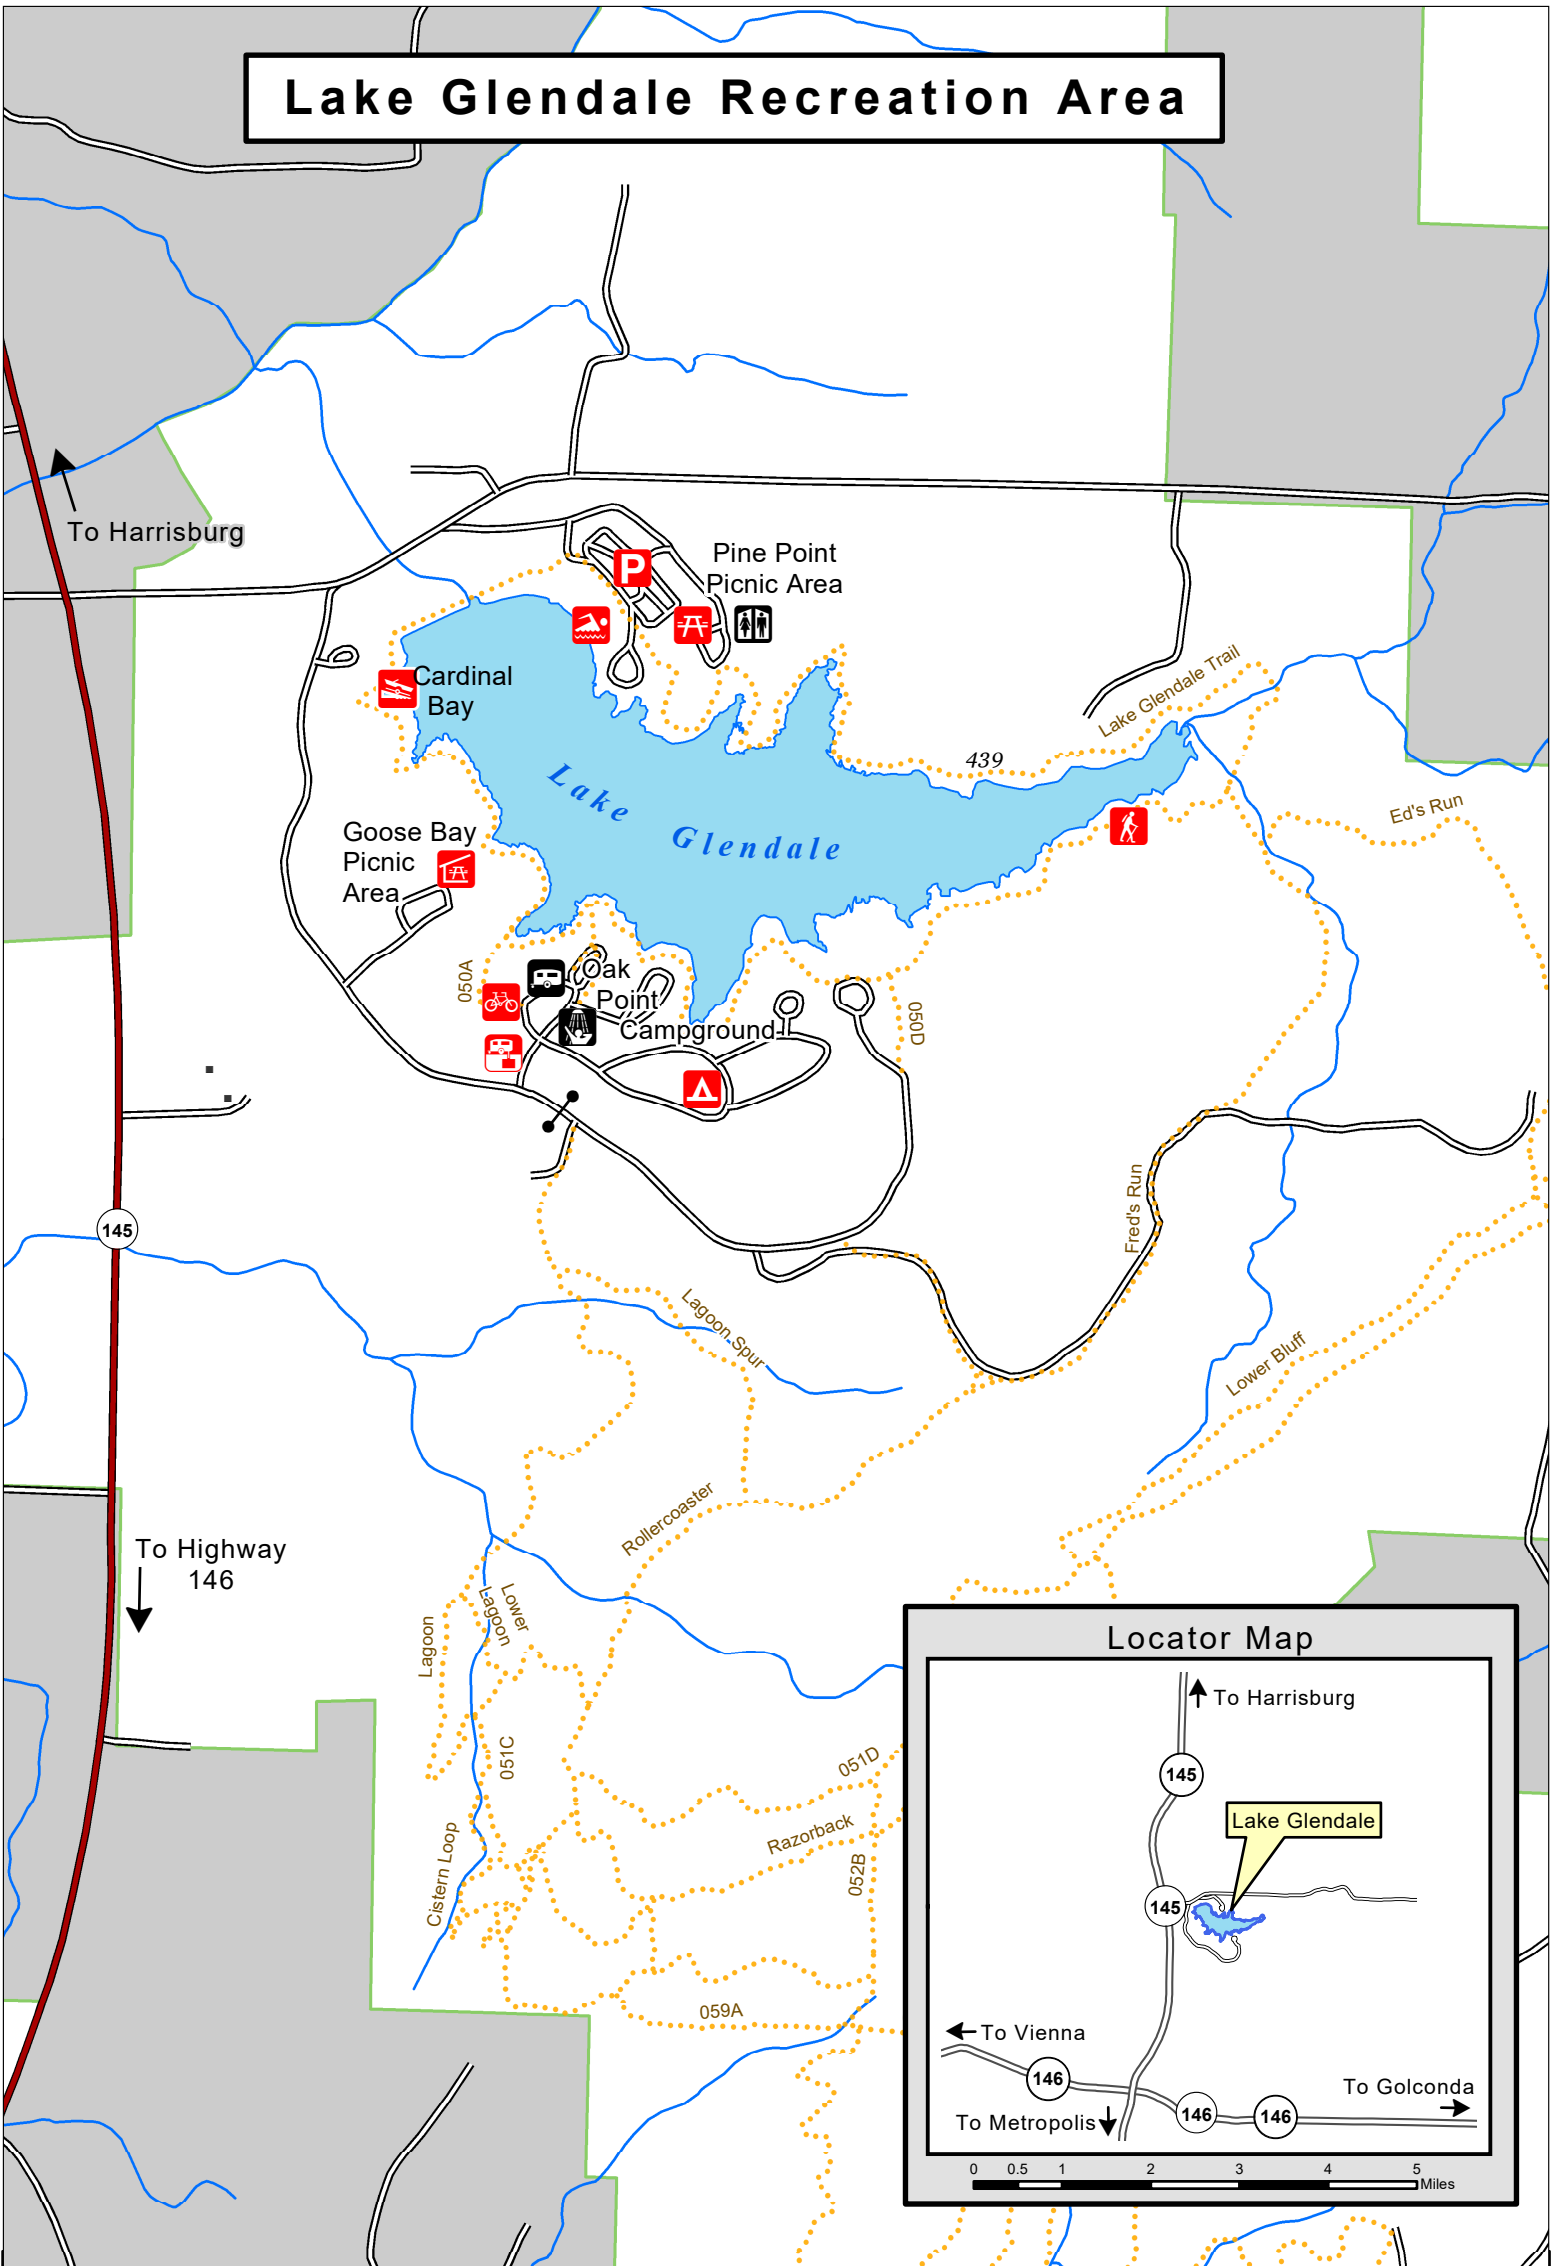 Lake Glendale Recreation Area
To Harrisburg
Pine Point
Picnic Area
P
Cardinal
Bay
Lake Glendale Trail
439
Lake
Glendale
Ed's Run
Goose Bay
Picnic
Area
050A
Oak
Point
Campground
050D
145
Fred's Run
Lagoon Spur
Lower Bluff
Rollercoaster
To Highway
146
Lower
Lagoon
Lagoon
051C
051D
Razorback
052B
Cistern Loop
059A
Locator Map
To Harrisburg
145
Lake Glendale
145
To Vienna
146
To Golconda
146
146
To Metropolis
0 0.5 1 2 3 4 5
Miles